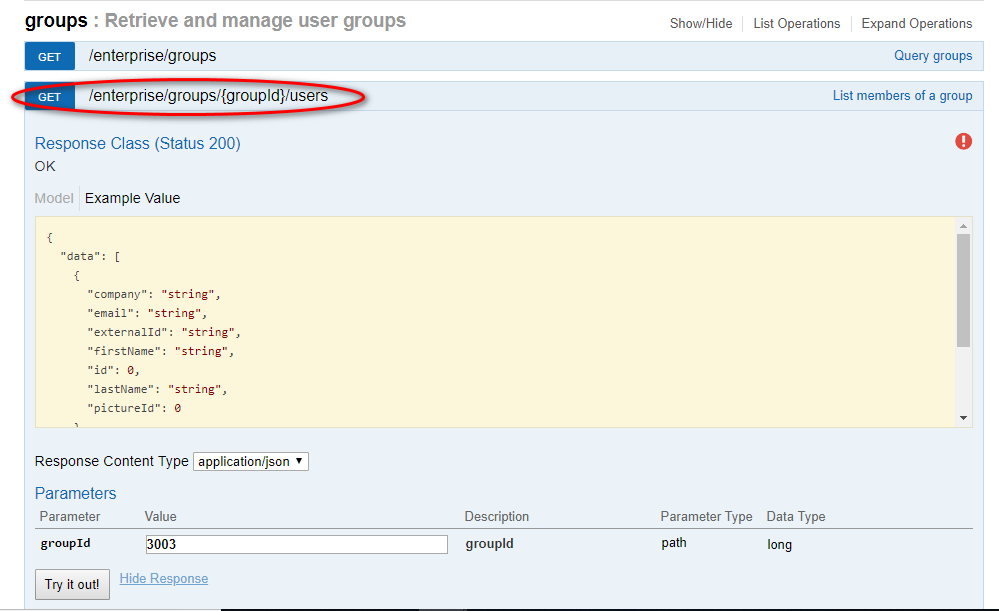 groups : Retrieve and manage user groups
Show/Hide List Operations Expand Operations
GET /enterprise/groups Query groups
GET /enterprise/groups/{groupId}/users List members of a group
Response Class (Status 200)
OK
Model Example Value
{
"data": [
{
"company": "string",
"email": "string",
"externalId": "string",
"firstName": "string",
"id": 0,
"lastName": "string",
"pictureId": 0
}
Response Content Type application/json
Parameters
Parameter Value Description Parameter Type Data Type
groupId 3003 groupId path long
Try it out! Hide Response